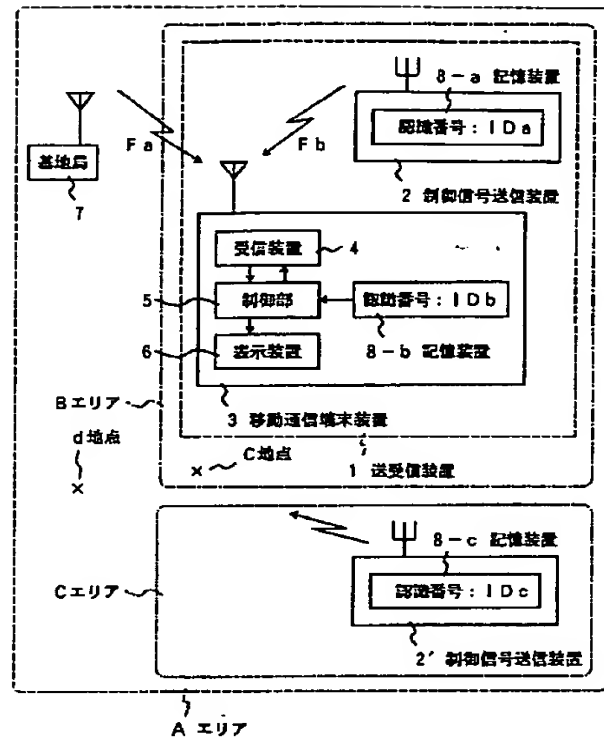 8-a 記憶装置
認識番号：IDa
2 制御信号送信装置
Fa
Fb
基地局
7
受信装置
4
5
制御部
認識番号：IDb
6
表示装置
8-b 記憶装置
Bエリア
3 移動通信端末装置
d地点
×
× C地点
1 送受信装置
8-c 記憶装置
Cエリア
認識番号：IDc
2′ 制御信号送信装置
A エリア